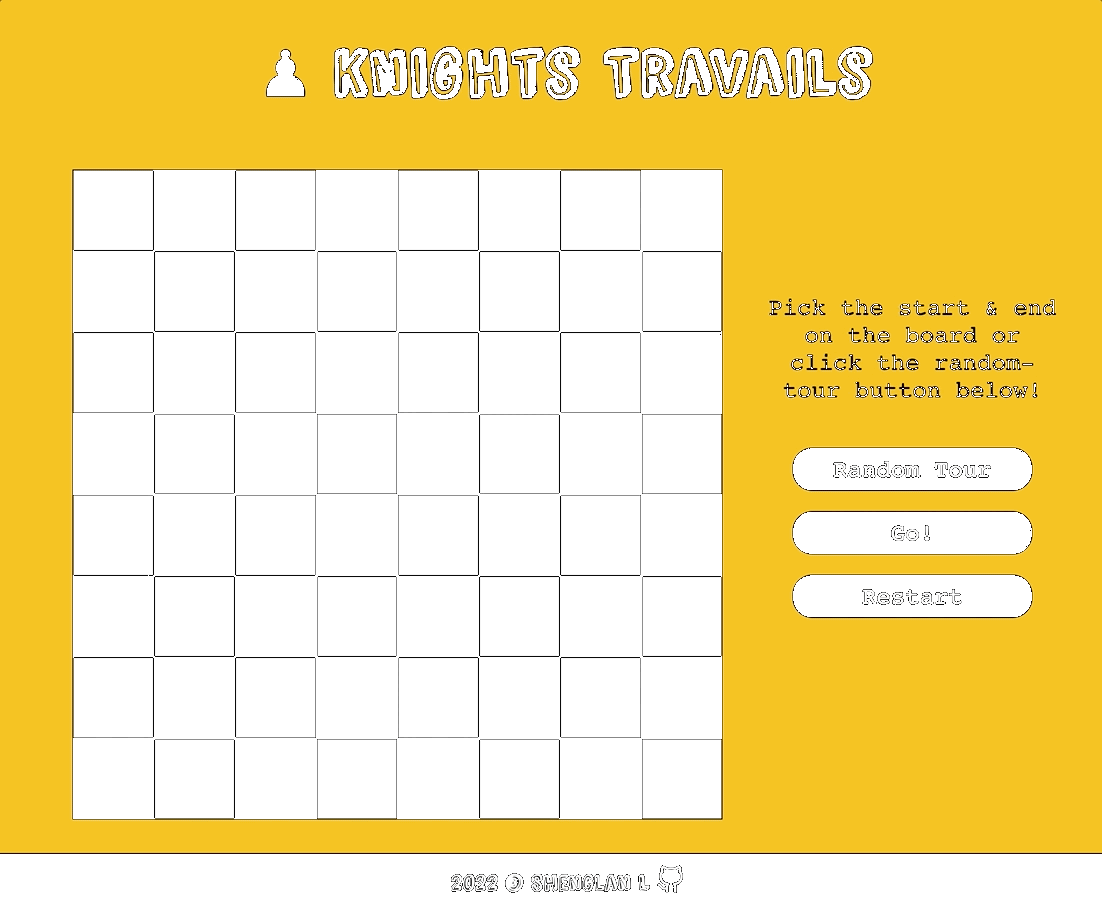 KNIGHTS TRAVAILS
Pick the start & end
on the board or
click the random-
tour button below!
Random Tour
Go!
Restart
2022 © SHENGLAN L